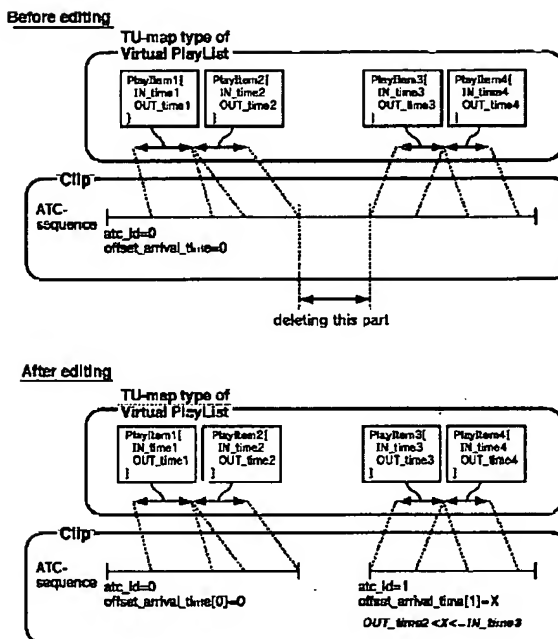 Before editing
TU-map type of
Virtual PlayList
PlayItem1{
IN_time1
OUT_time1
}
PlayItem2{
IN_time2
OUT_time2
}
PlayItem3{
IN_time3
OUT_time3
}
PlayItem4{
IN_time4
OUT_time4
}
Clip
ATC-
sequence
atc_id=0
offset_arrival_time=0
deleting this part
After editing
TU-map type of
Virtual PlayList
PlayItem1{
IN_time1
OUT_time1
}
PlayItem2{
IN_time2
OUT_time2
}
PlayItem3{
IN_time3
OUT_time3
}
PlayItem4{
IN_time4
OUT_time4
}
Clip
ATC-
sequence
atc_id=0
offset_arrival_time[0]=0
atc_id=1
offset_arrival_time[1]=X
OUT_time2<X<=IN_time3